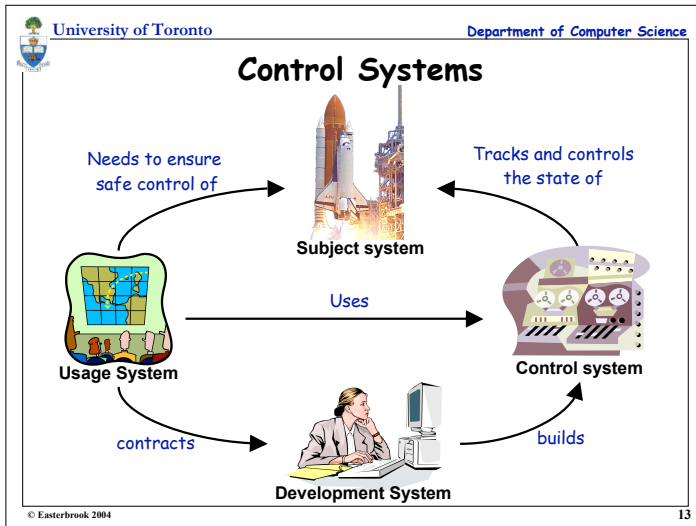 University of Toronto
Department of Computer Science
Control Systems
Needs to ensure
safe control of
Tracks and controls
the state of
Subject system
Uses
Usage System
Control system
contracts
builds
Development System
© Easterbrook 2004
13